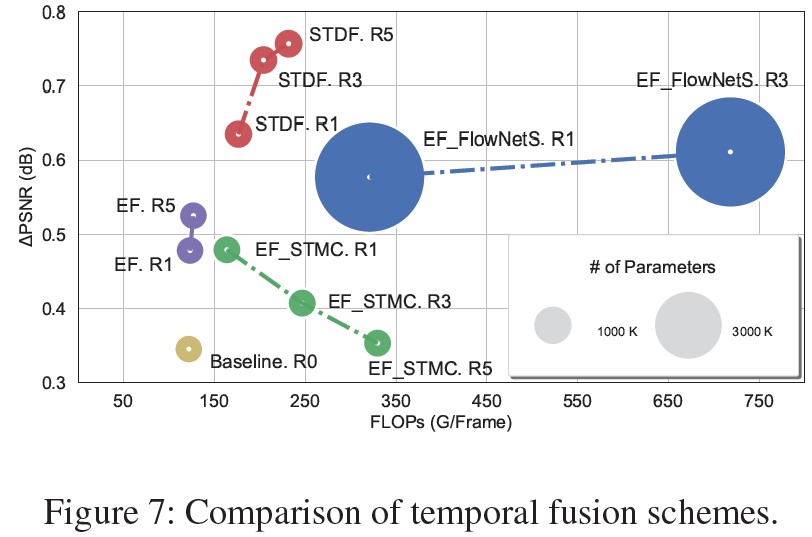 0.8
0.7
0.6
0.5
0.4
0.3
ΔPSNR (dB)
STDF. R5
STDF. R3
STDF. R1
EF_FlowNetS. R3
EF_FlowNetS. R1
EF. R5
EF. R1
EF_STMC. R1
EF_STMC. R3
EF_STMC. R5
Baseline. R0
# of Parameters
1000 K
3000 K
50 150 250 350 450 550 650 750
FLOPs (G/Frame)
Figure 7: Comparison of temporal fusion schemes.